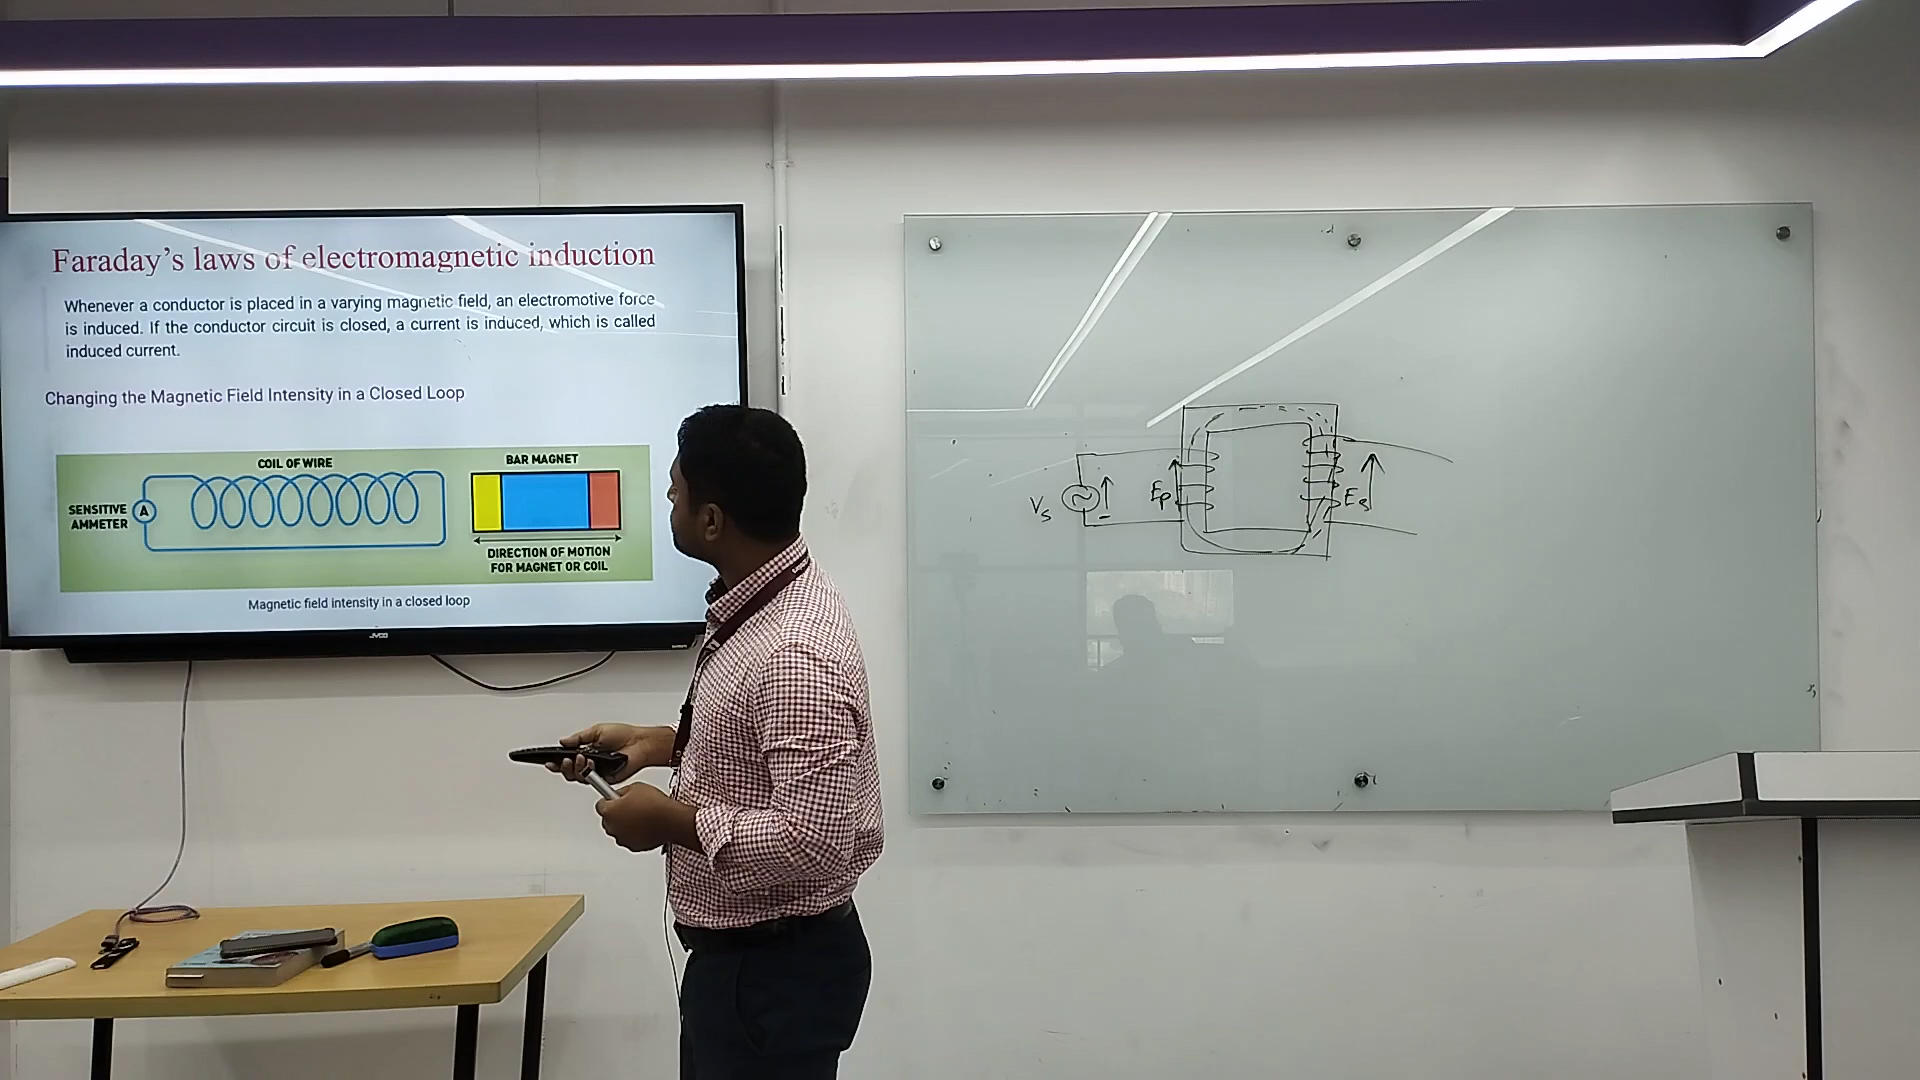 Faraday's laws of electromagnetic induction
Whenever a conductor is placed in a varying magnetic field, an electromotive force
is induced. If the conductor circuit is closed, a current is induced, which is called
induced current.
Changing the Magnetic Field Intensity in a Closed Loop
COIL OF WIRE
BAR MAGNET
SENSITIVE
AMMETER
A
DIRECTION OF MOTION
FOR MAGNET OR COIL
Magnetic field intensity in a closed loop
JVCO
Vs
Ep
Es